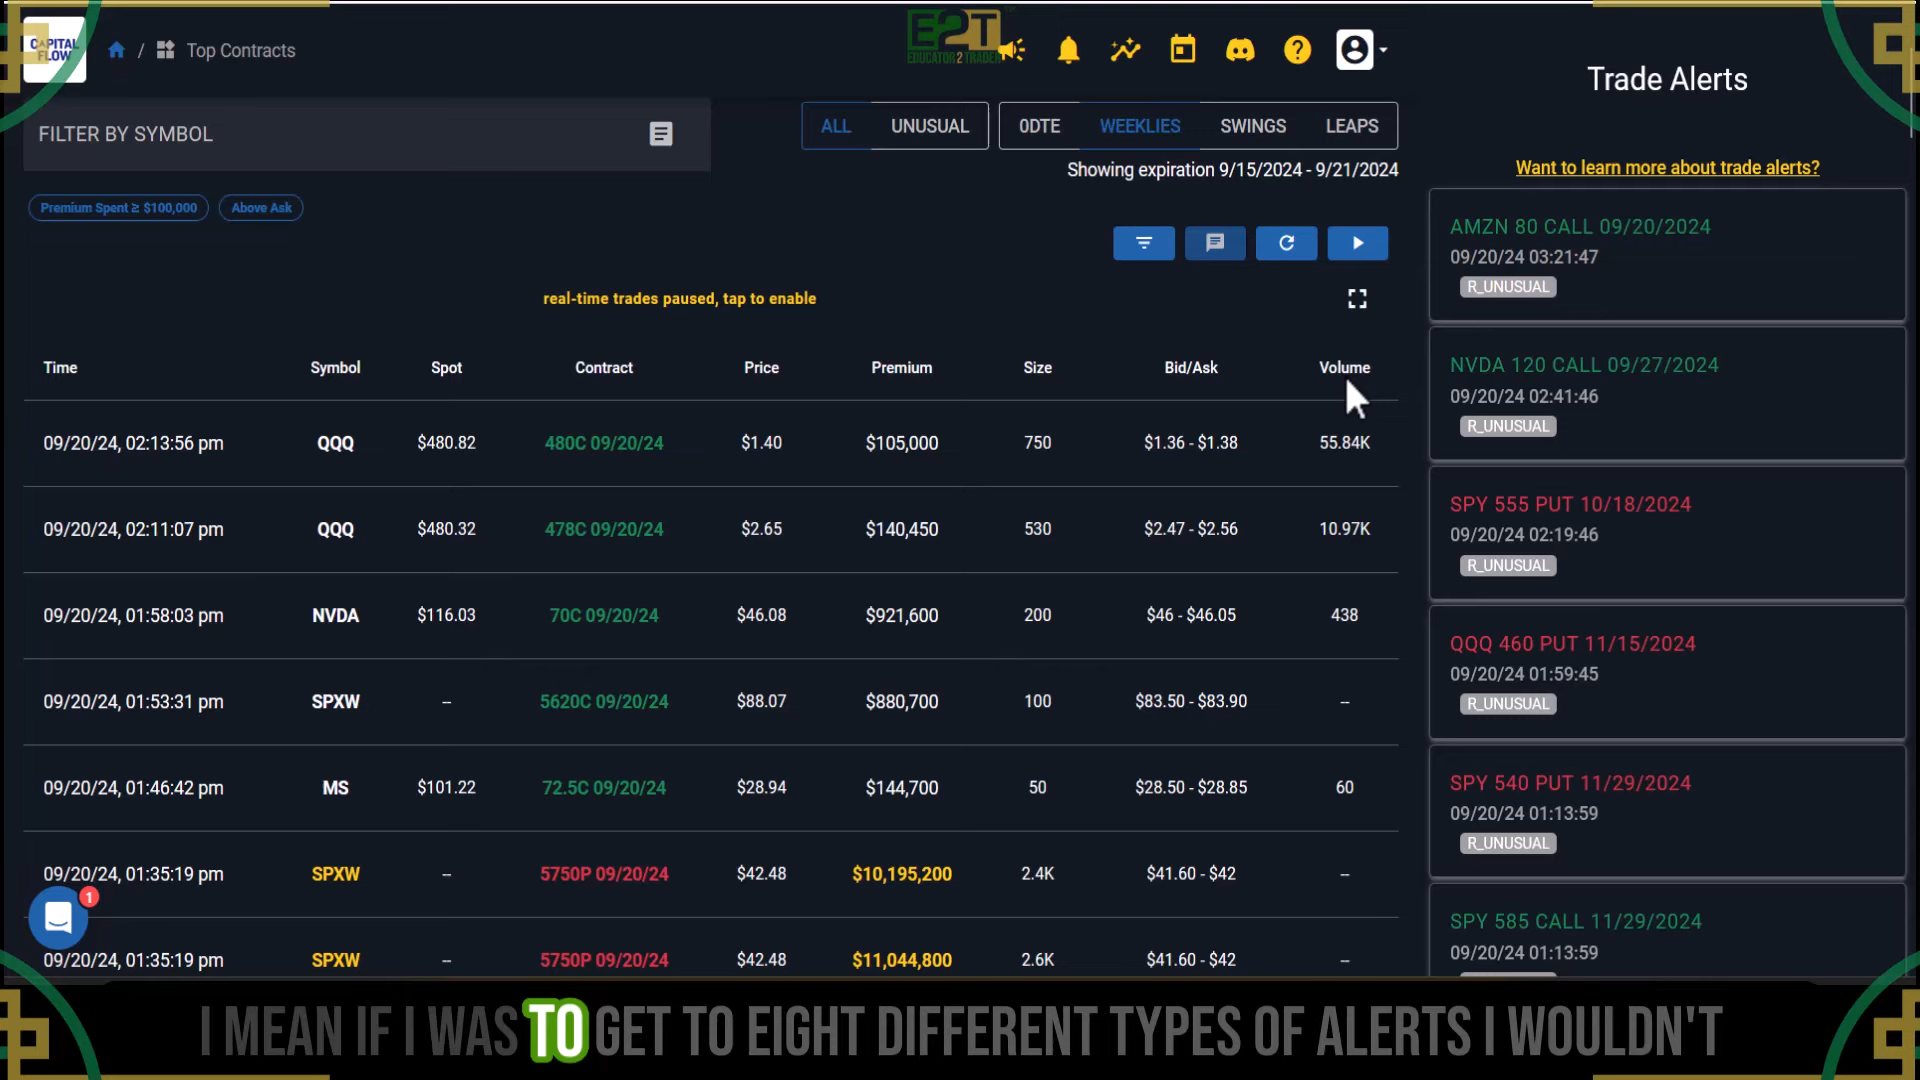 CAPITAL
FLOW
/ Top Contracts
E2T
EDUCATOR2TRADER
Trade Alerts
FILTER BY SYMBOL
ALL UNUSUAL 0DTE WEEKLIES SWINGS LEAPS
Showing expiration 9/15/2024 - 9/21/2024
Want to learn more about trade alerts?
Premium Spent ≥ $100,000 Above Ask
real-time trades paused, tap to enable
Time Symbol Spot Contract Price Premium Size Bid/Ask Volume
09/20/24, 02:13:56 pm QQQ $480.82 480C 09/20/24 $1.40 $105,000 750 $1.36 - $1.38 55.84K
09/20/24, 02:11:07 pm QQQ $480.32 478C 09/20/24 $2.65 $140,450 530 $2.47 - $2.56 10.97K
09/20/24, 01:58:03 pm NVDA $116.03 70C 09/20/24 $46.08 $921,600 200 $46 - $46.05 438
09/20/24, 01:53:31 pm SPXW -- 5620C 09/20/24 $88.07 $880,700 100 $83.50 - $83.90 --
09/20/24, 01:46:42 pm MS $101.22 72.5C 09/20/24 $28.94 $144,700 50 $28.50 - $28.85 60
09/20/24, 01:35:19 pm SPXW -- 5750P 09/20/24 $42.48 $10,195,200 2.4K $41.60 - $42 --
1
09/20/24, 01:35:19 pm SPXW -- 5750P 09/20/24 $42.48 $11,044,800 2.6K $41.60 - $42 --
AMZN 80 CALL 09/20/2024
09/20/24 03:21:47
R_UNUSUAL
NVDA 120 CALL 09/27/2024
09/20/24 02:41:46
R_UNUSUAL
SPY 555 PUT 10/18/2024
09/20/24 02:19:46
R_UNUSUAL
QQQ 460 PUT 11/15/2024
09/20/24 01:59:45
R_UNUSUAL
SPY 540 PUT 11/29/2024
09/20/24 01:13:59
R_UNUSUAL
SPY 585 CALL 11/29/2024
09/20/24 01:13:59
I MEAN IF I WAS TO GET TO EIGHT DIFFERENT TYPES OF ALERTS I WOULDN'T